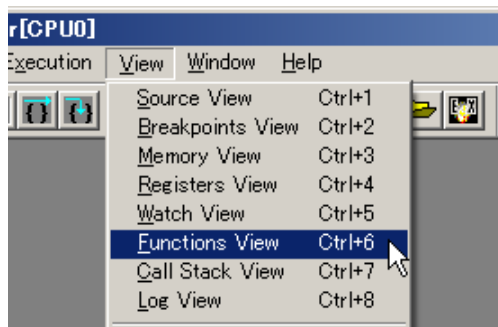 r[CPU0]
Execution View Window Help
Source View Ctrl+1
Breakpoints View Ctrl+2
Memory View Ctrl+3
Registers View Ctrl+4
Watch View Ctrl+5
Functions View Ctrl+6
Call Stack View Ctrl+7
Log View Ctrl+8